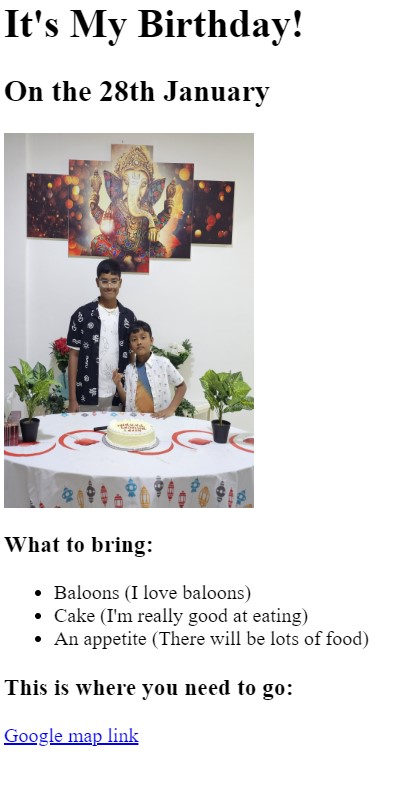 It's My Birthday!
On the 28th January
What to bring:
Baloons (I love baloons)
Cake (I'm really good at eating)
An appetite (There will be lots of food)
This is where you need to go:
Google map link